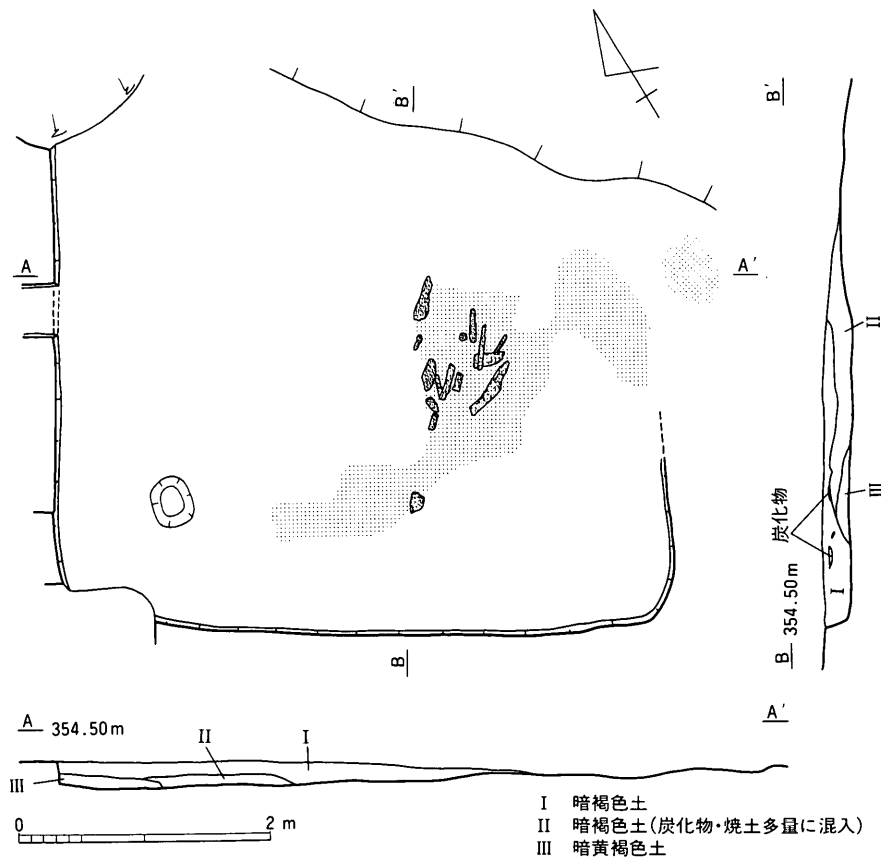 B'
B'
A
A'
II
III
炭化物
I
B 354.50m
B
A 354.50m
A'
II
I
III
0 2 m
I 暗褐色土
II 暗褐色土(炭化物・焼土多量に混入)
III 暗黄褐色土